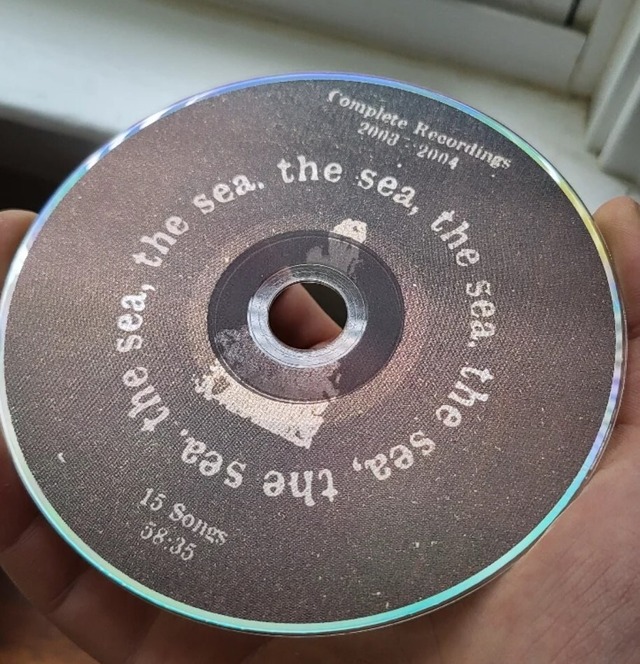 Complete Recordings
2003 - 2004
the sea, the sea, the sea, the sea, the sea, the sea,
15 Songs
58:35